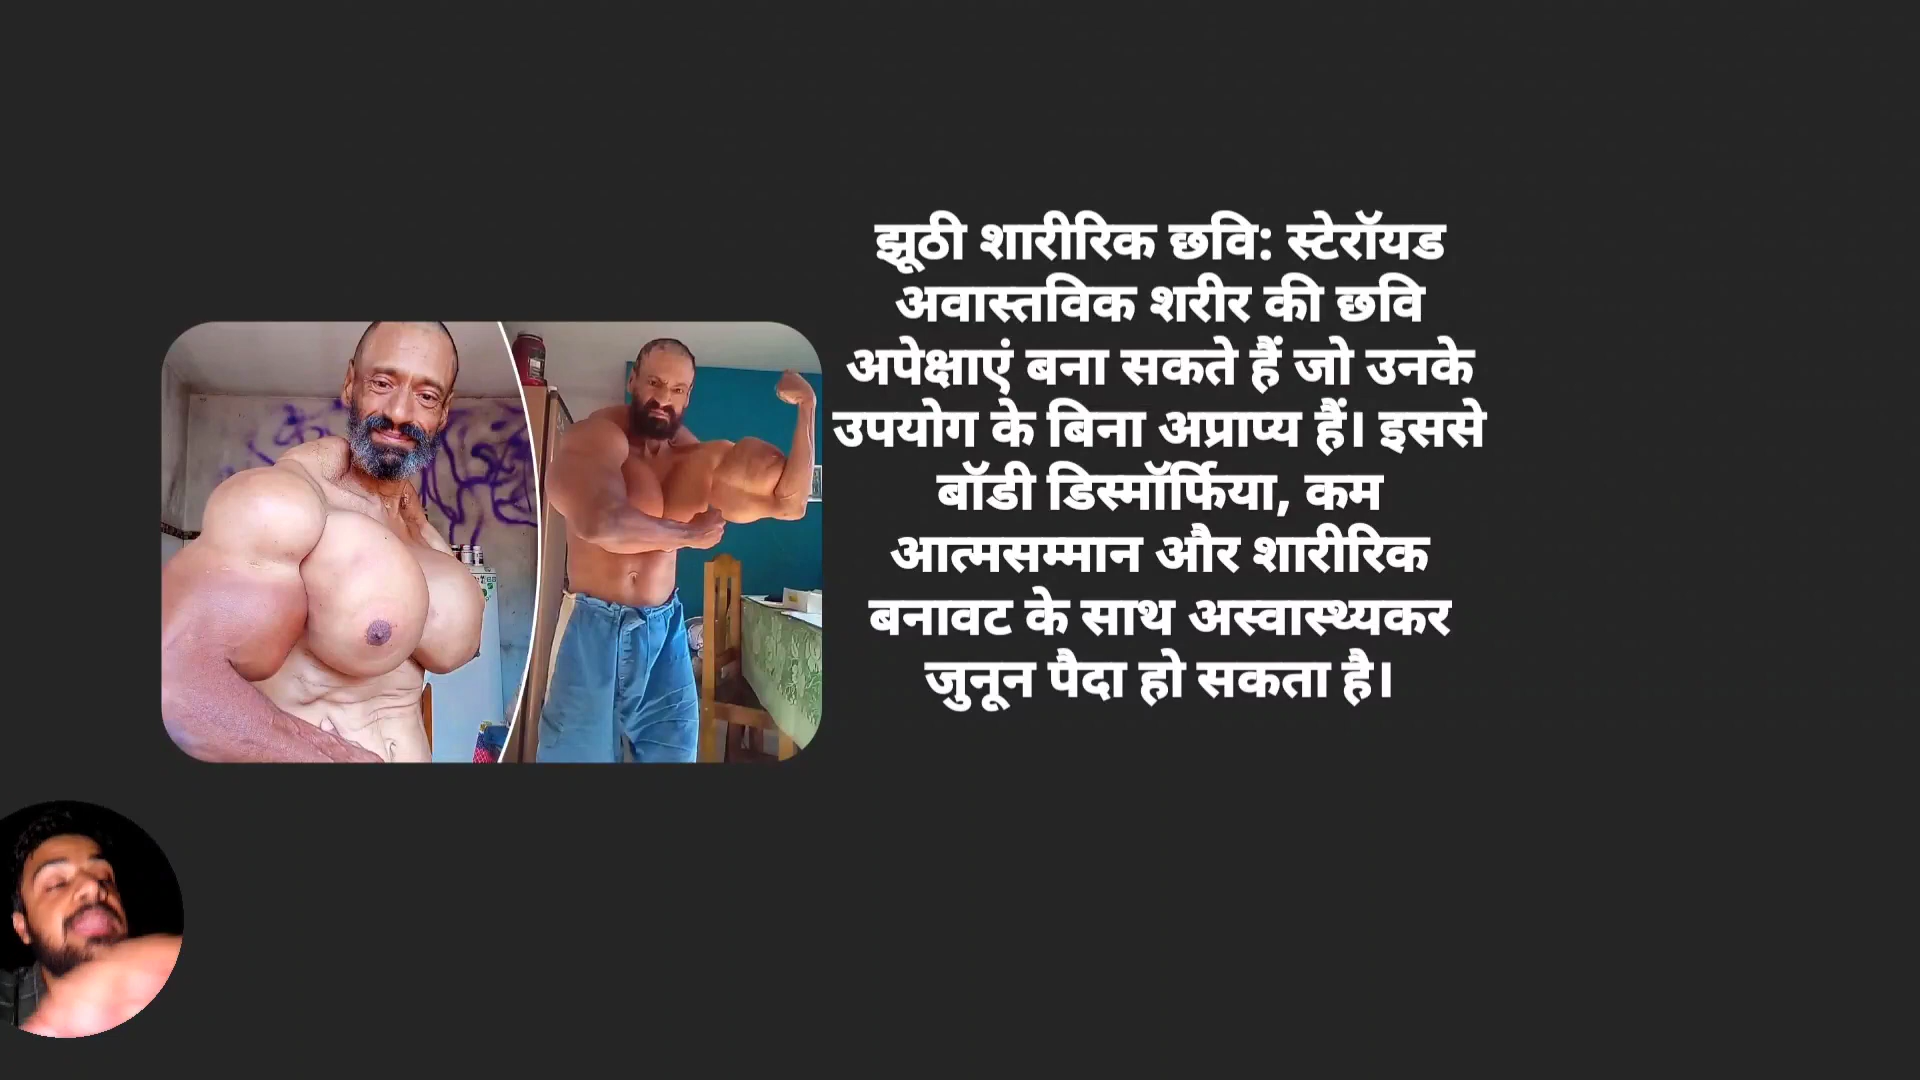 झूठी शारीरिक छवि: स्टेरॉयड
अवास्तविक शरीर की छवि
अपेक्षाएं बना सकते हैं जो उनके
उपयोग के बिना अप्राप्य हैं। इससे
बॉडी डिस्मॉर्फिया, कम
आत्मसम्मान और शारीरिक
बनावट के साथ अस्वास्थ्यकर
जुनून पैदा हो सकता है।